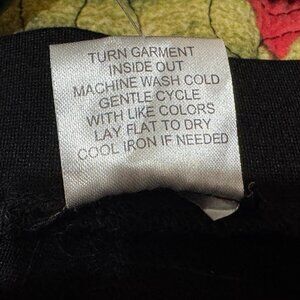 TURN GARMENT
INSIDE OUT
MACHINE WASH COLD
GENTLE CYCLE
WITH LIKE COLORS
LAY FLAT TO DRY
COOL IRON IF NEEDED